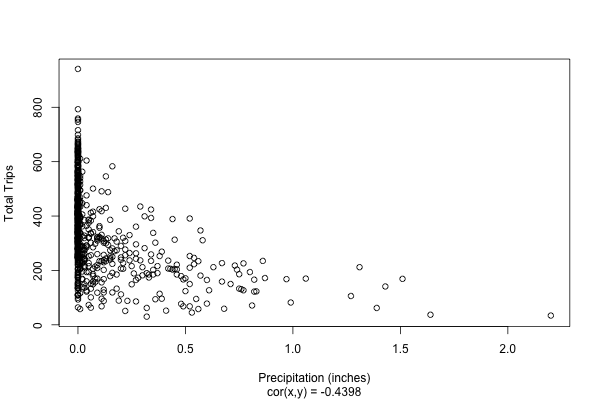 Total Trips
800
600
400
200
0
0.0 0.5 1.0 1.5 2.0
Precipitation (inches)
cor(x,y) = -0.4398